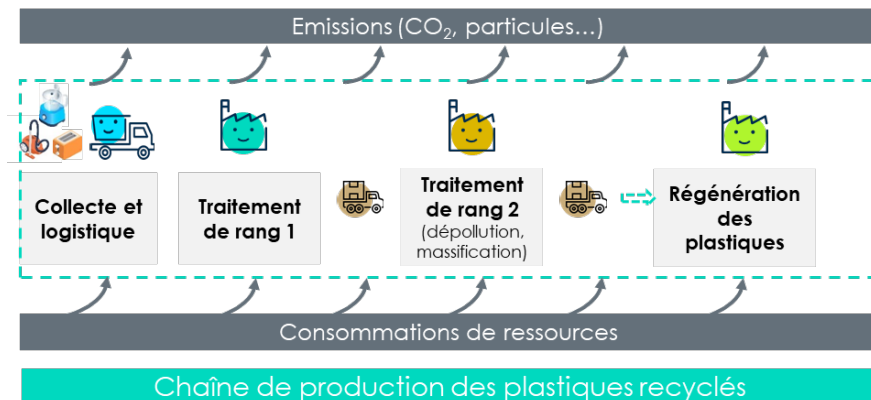 Emissions (CO₂, particules…)
Collecte et
logistique
Traitement
de rang 1
Traitement
de rang 2
(dépollution,
massification)
Régénération
des
plastiques
Consommations de ressources
Chaîne de production des plastiques recyclés